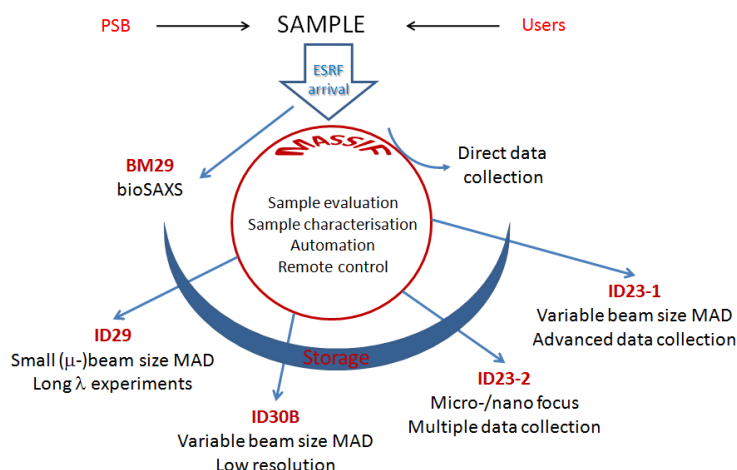 PSB
SAMPLE
Users
ESRF
arrival
MASSIF
BM29
bioSAXS
Direct data
collection
Sample evaluation
Sample characterisation
Automation
Remote control
ID23-1
Variable beam size MAD
Advanced data collection
ID29
Small (μ-)beam size MAD
Long λ experiments
Storage
ID23-2
Micro-/nano focus
Multiple data collection
ID30B
Variable beam size MAD
Low resolution